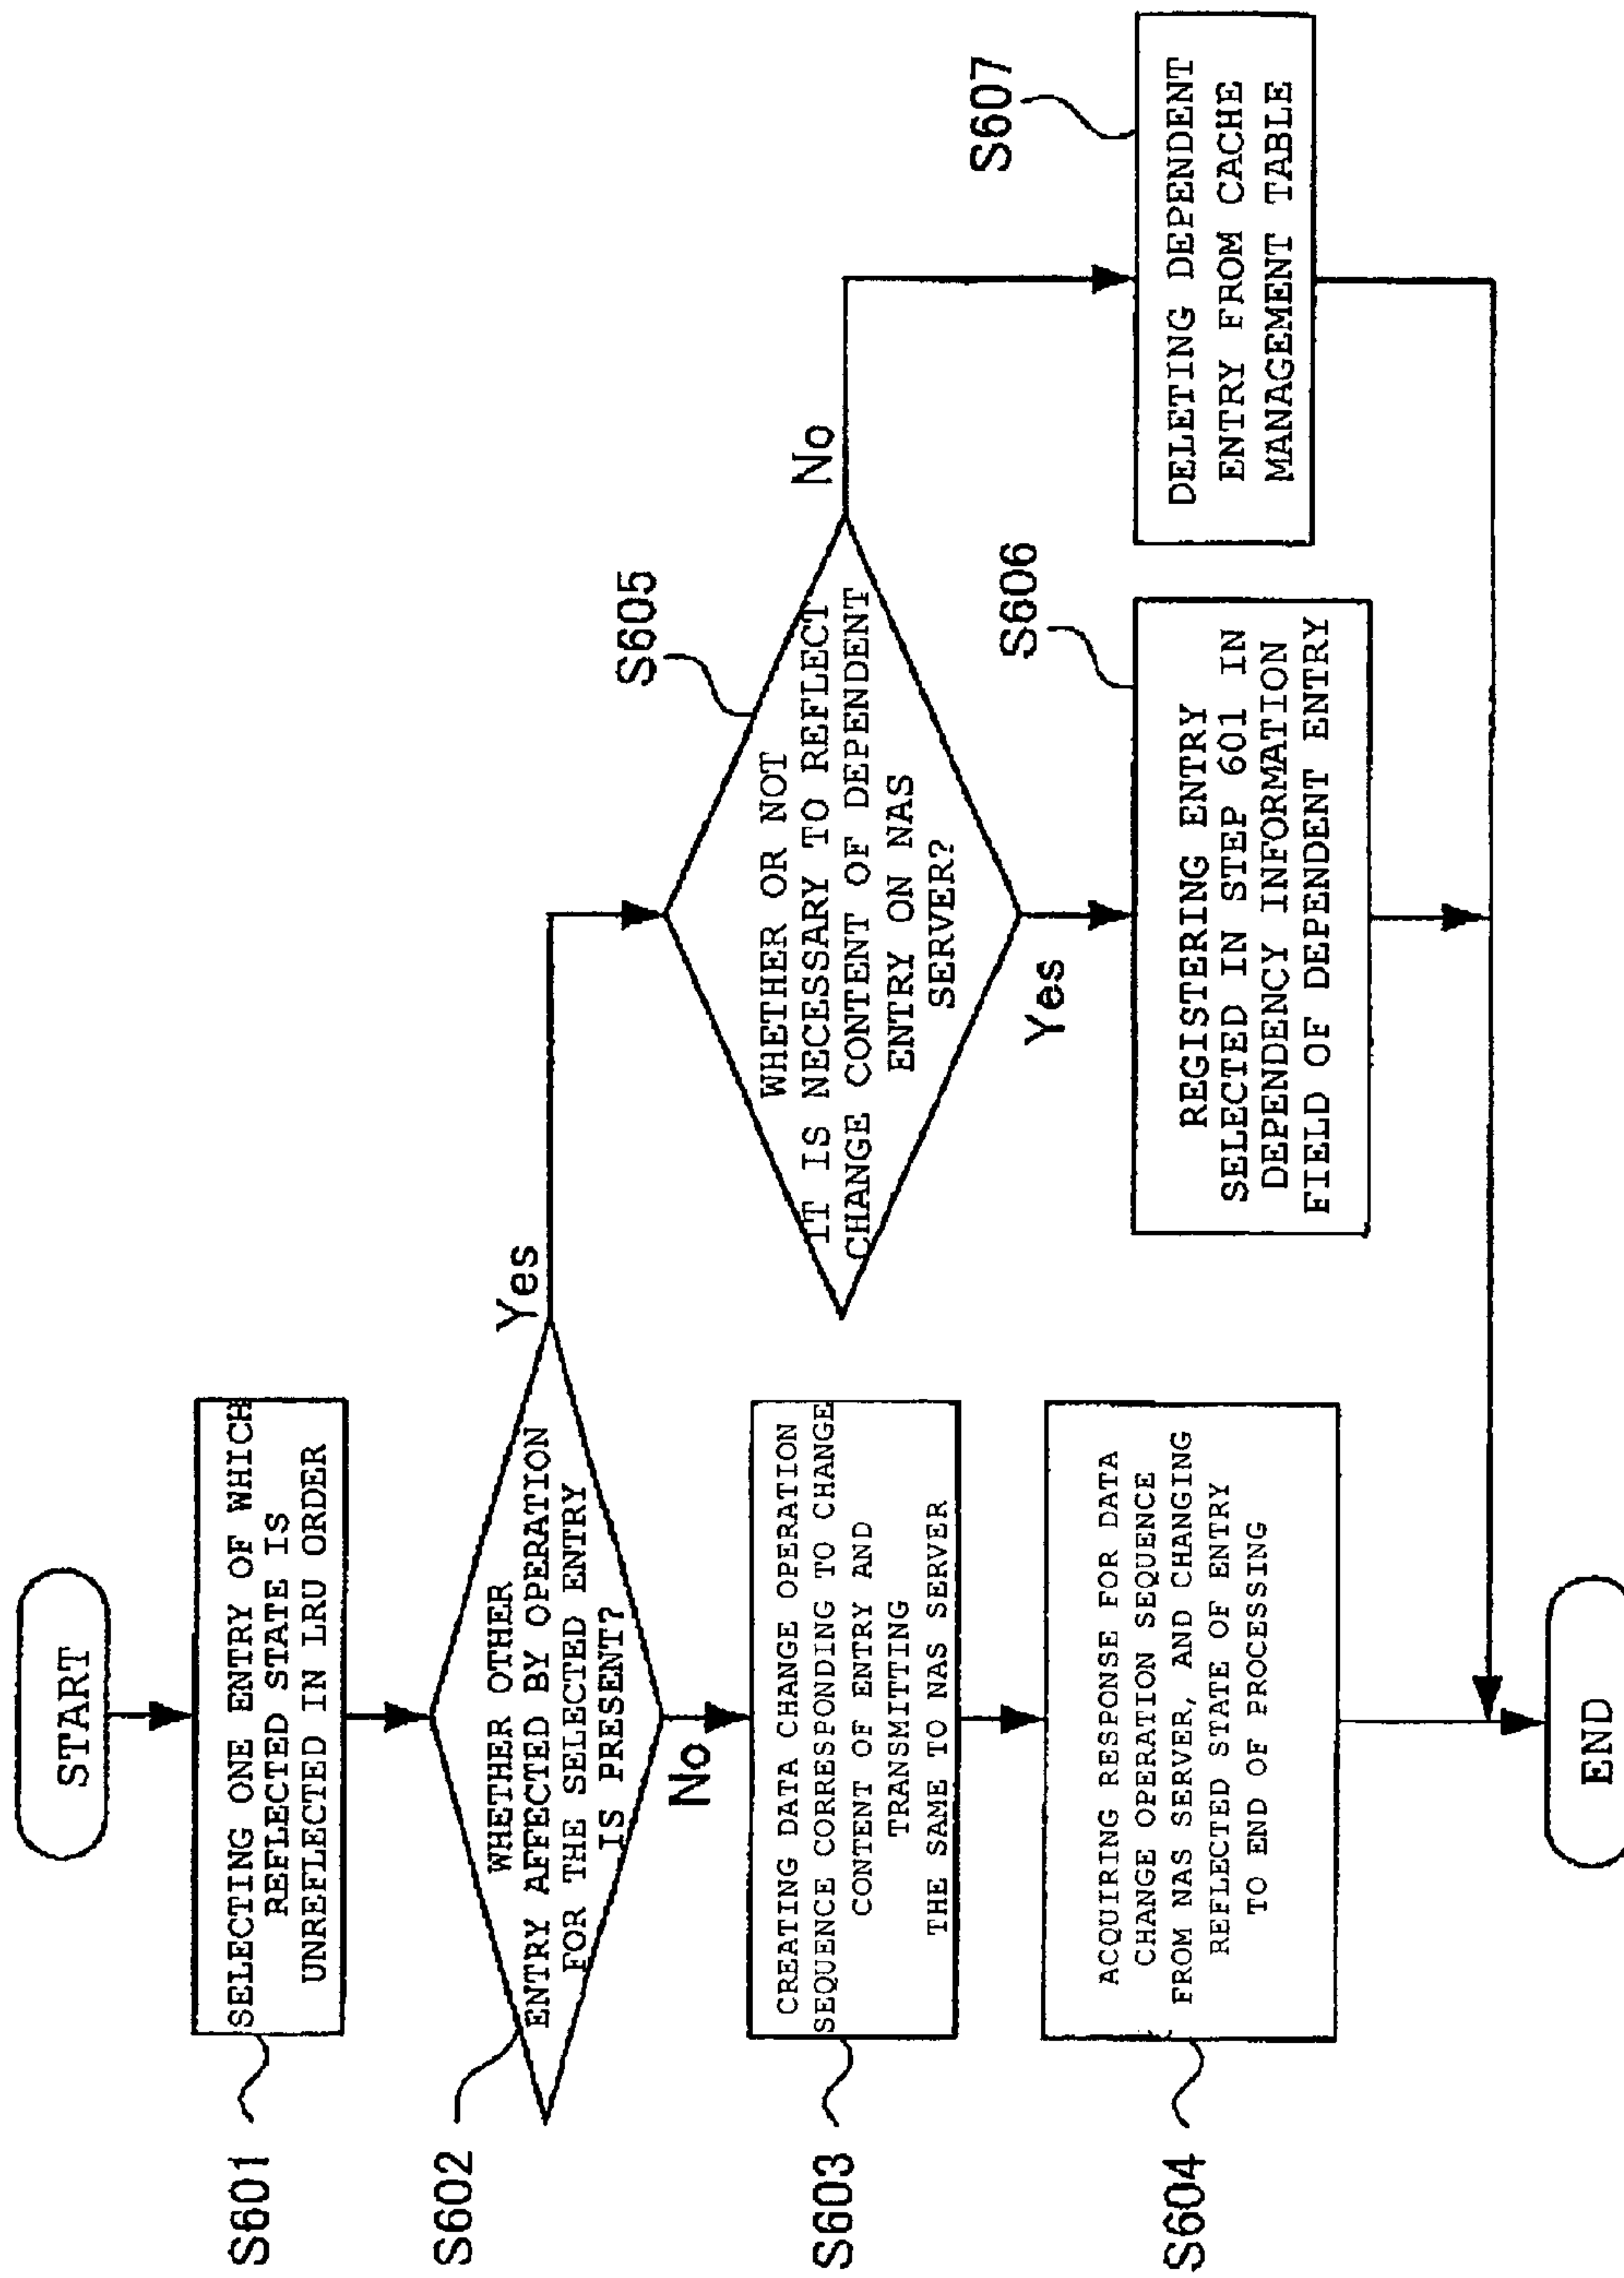 START
S601
SELECTING ONE ENTRY OF WHICH
REFLECTED STATE IS
UNREFLECTED IN LRU ORDER
S602
WHETHER OTHER
ENTRY AFFECTED BY OPERATION
FOR THE SELECTED ENTRY
IS PRESENT?
Yes
No
S603
CREATING DATA CHANGE OPERATION
SEQUENCE CORRESPONDING TO CHANGE
CONTENT OF ENTRY AND
TRANSMITTING
THE SAME TO NAS SERVER
S604
ACQUIRING RESPONSE FOR DATA
CHANGE OPERATION SEQUENCE
FROM NAS SERVER, AND CHANGING
REFLECTED STATE OF ENTRY
TO END OF PROCESSING
S605
WHETHER OR NOT
IT IS NECESSARY TO REFLECT
CHANGE CONTENT OF DEPENDENT
ENTRY ON NAS
SERVER?
No
Yes
S606
REGISTERING ENTRY
SELECTED IN STEP 601 IN
DEPENDENCY INFORMATION
FIELD OF DEPENDENT ENTRY
S607
DELETING DEPENDENT
ENTRY FROM CACHE
MANAGEMENT TABLE
END